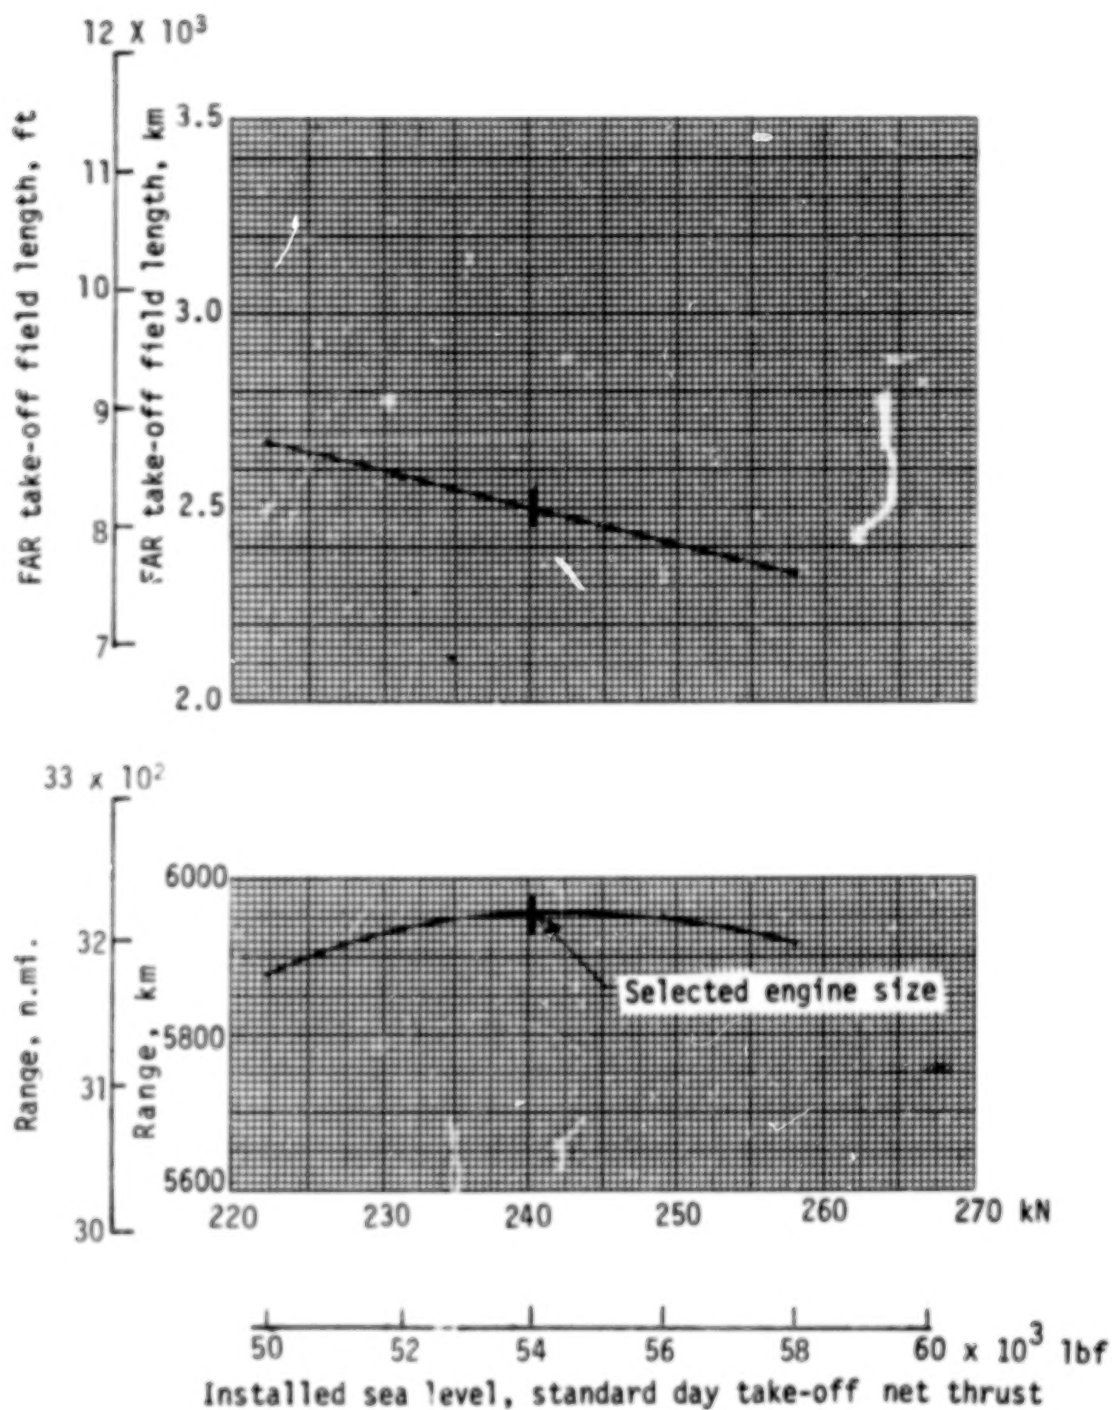 12 X 10³
FAR take-off field length, ft
11
10
9
8
7
FAR take-off field length, km
3.5
3.0
2.5
2.0
33 x 10²
Range, n.mi.
32
31
30
Range, km
6000
5800
5600
Selected engine size
220 230 240 250 260 270 kN
50 52 54 56 58 60 x 10³ lbf
Installed sea level, standard day take-off net thrust